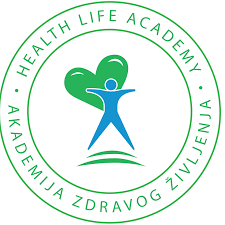 HEALTH LIFE ACADEMY
AKADEMIJA ZDRAVOG ŽIVLJENJA